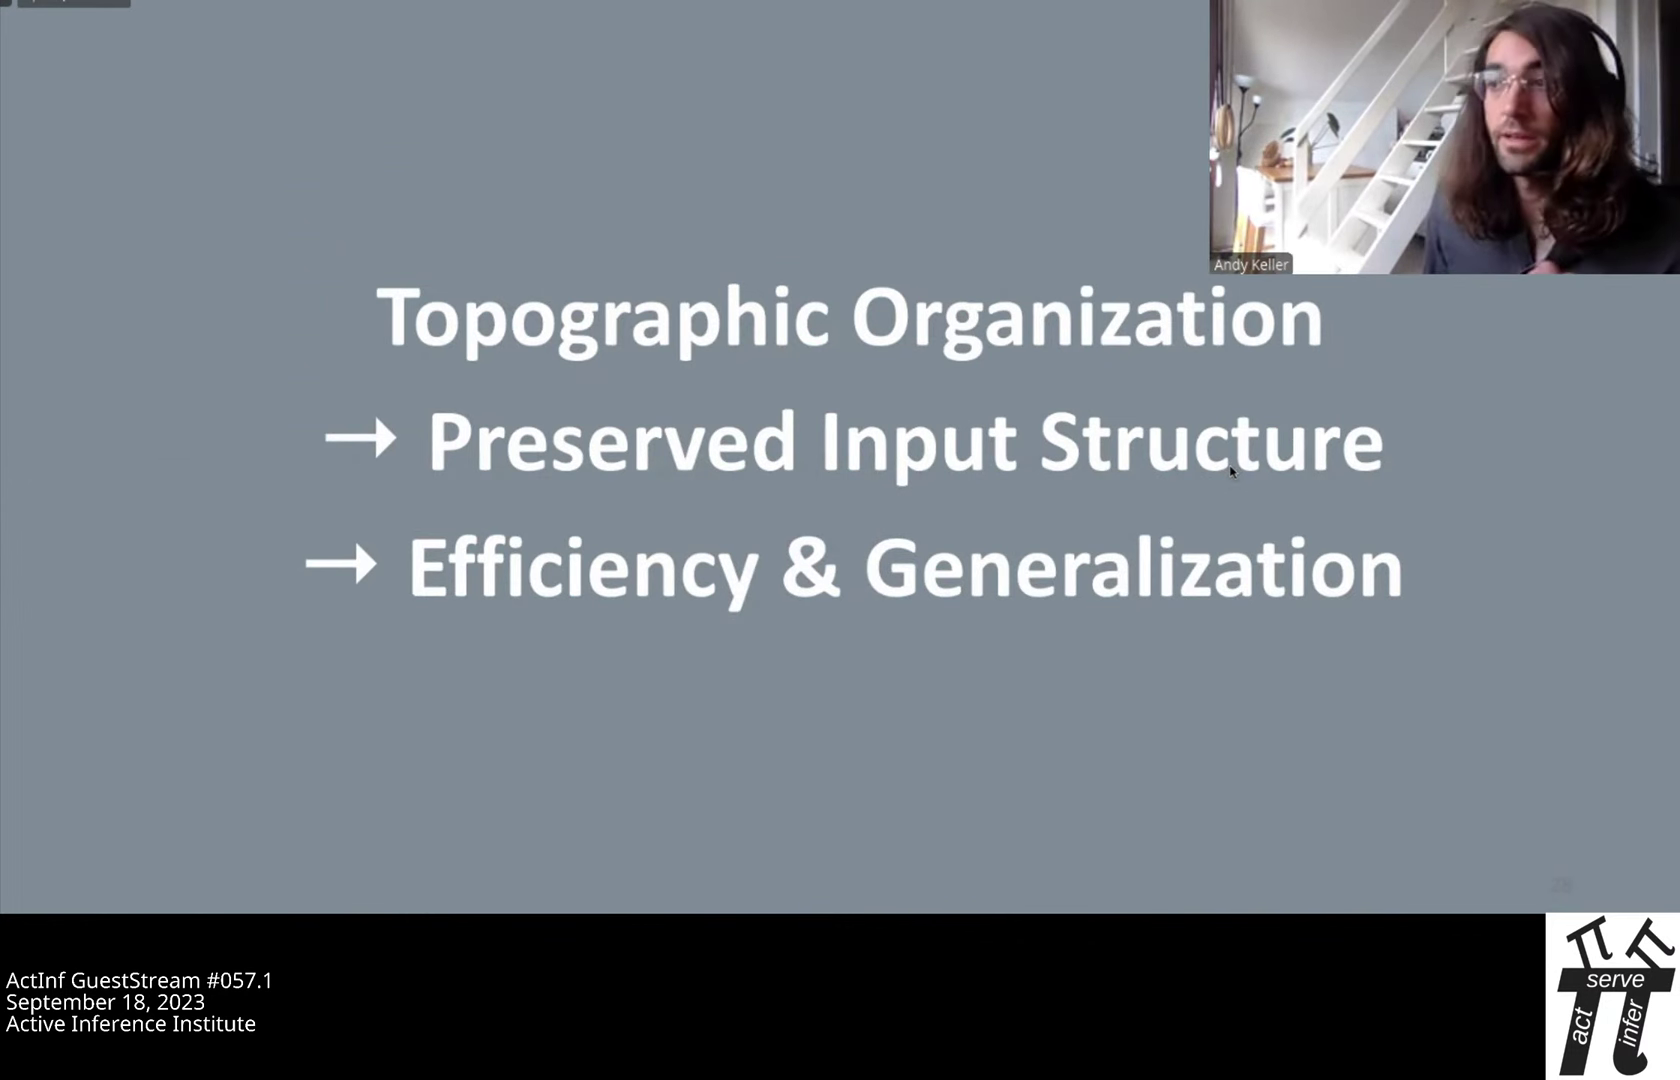 Andy Keller
Topographic Organization
→ Preserved Input Structure
→ Efficiency & Generalization
28
ActInf GuestStream #057.1
September 18, 2023
Active Inference Institute
serve
act
infer